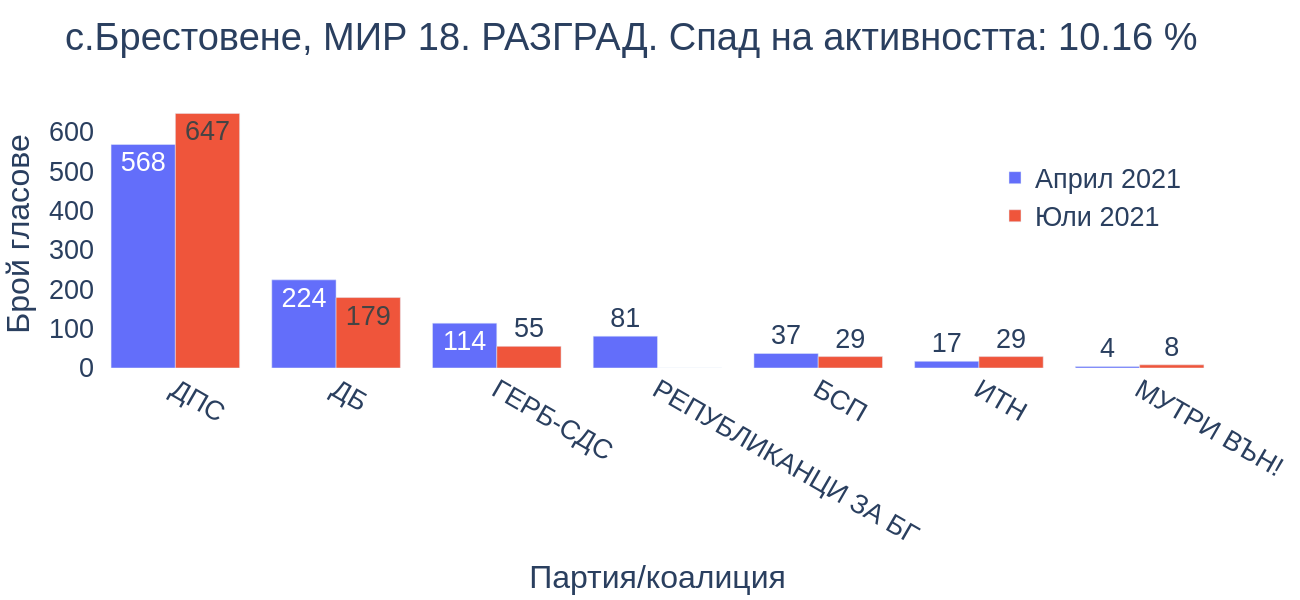 с.Брестовене, МИР 18. РАЗГРАД. Спад на активността: 10.16 %
Брой гласове
600
500
400
300
200
100
0
568
647
224
179
114
55
81
37
29
17
29
4
8
Април 2021
Юли 2021
ДПС
ДБ
ГЕРБ-СДС
РЕПУБЛИКАНЦИ ЗА БГ
БСП
ИТН
МУТРИ ВЪН!
Партия/коалиция